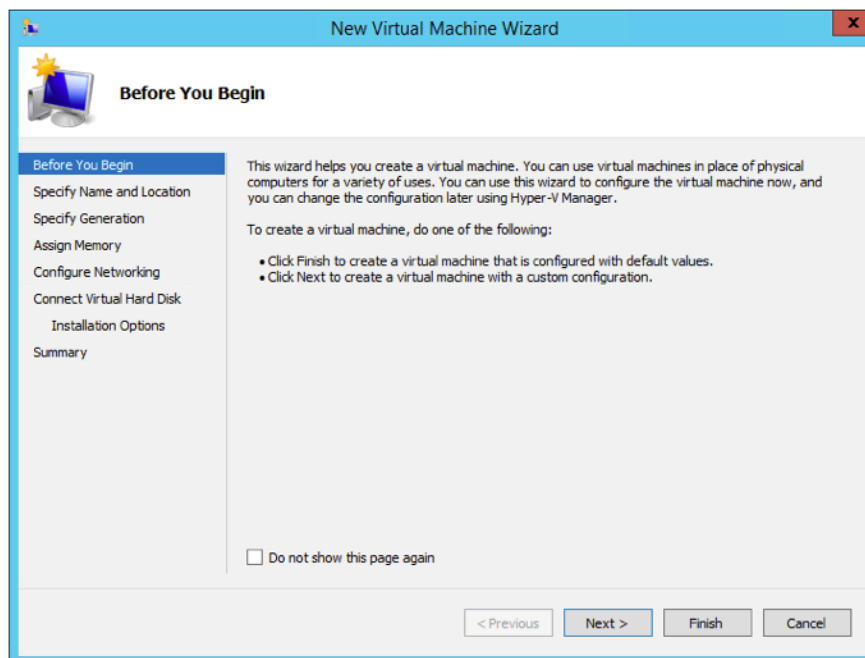 New Virtual Machine Wizard
x
Before You Begin
Before You Begin
Specify Name and Location
Specify Generation
Assign Memory
Configure Networking
Connect Virtual Hard Disk
Installation Options
Summary
This wizard helps you create a virtual machine. You can use virtual machines in place of physical
computers for a variety of uses. You can use this wizard to configure the virtual machine now, and
you can change the configuration later using Hyper-V Manager.
To create a virtual machine, do one of the following:
• Click Finish to create a virtual machine that is configured with default values.
• Click Next to create a virtual machine with a custom configuration.
Do not show this page again
< Previous
Next >
Finish
Cancel